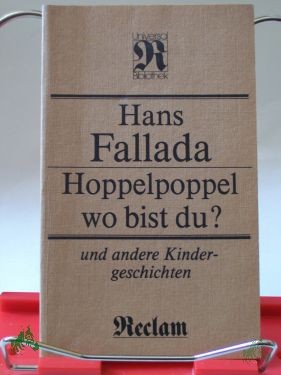 Universal
R
Bibliothek
Hans
Fallada
Hoppelpoppel
wo bist du?
und andere Kinder-
geschichten
Reclam